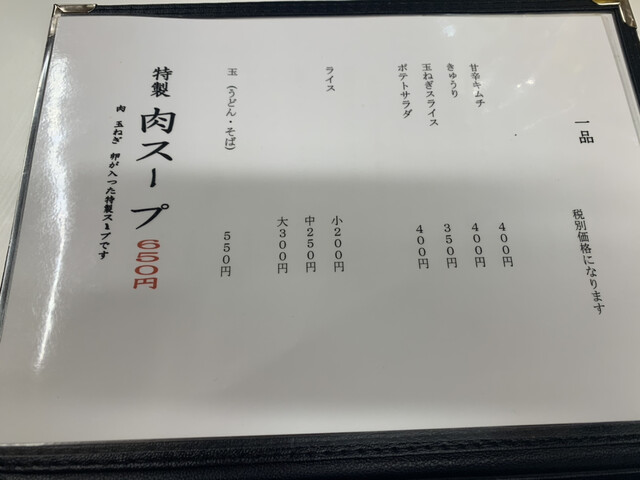 一品
税別価格になります
甘辛キムチ 400円
きゅうり 400円
玉ねぎスライス 350円
ポテトサラダ 400円
ライス
小200円
中250円
大300円
玉(うどん・そば) 550円
特製 肉スープ 650円
肉 玉ねぎ 卵が入った特製スープです